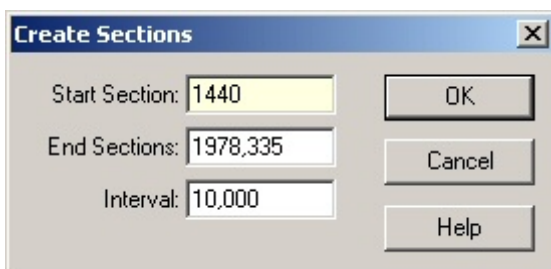 Create Sections
Start Section: 1440
OK
End Sections: 1978,335
Cancel
Interval: 10,000
Help